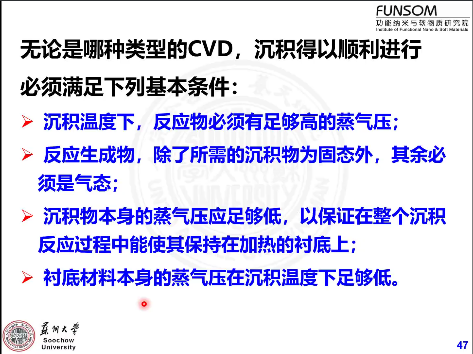 FUNSOM
功能纳米与软物质研究院
Institute of Functional Nano & Soft Materials
无论是哪种类型的CVD，沉积得以顺利进行
必须满足下列基本条件：
➢ 沉积温度下，反应物必须有足够高的蒸气压；
➢ 反应生成物，除了所需的沉积物为固态外，其余必
须是气态；
➢ 沉积物本身的蒸气压应足够低，以保证在整个沉积
反应过程中能使其保持在加热的衬底上；
➢ 衬底材料本身的蒸气压在沉积温度下足够低。
苏州大学
Soochow
University
47